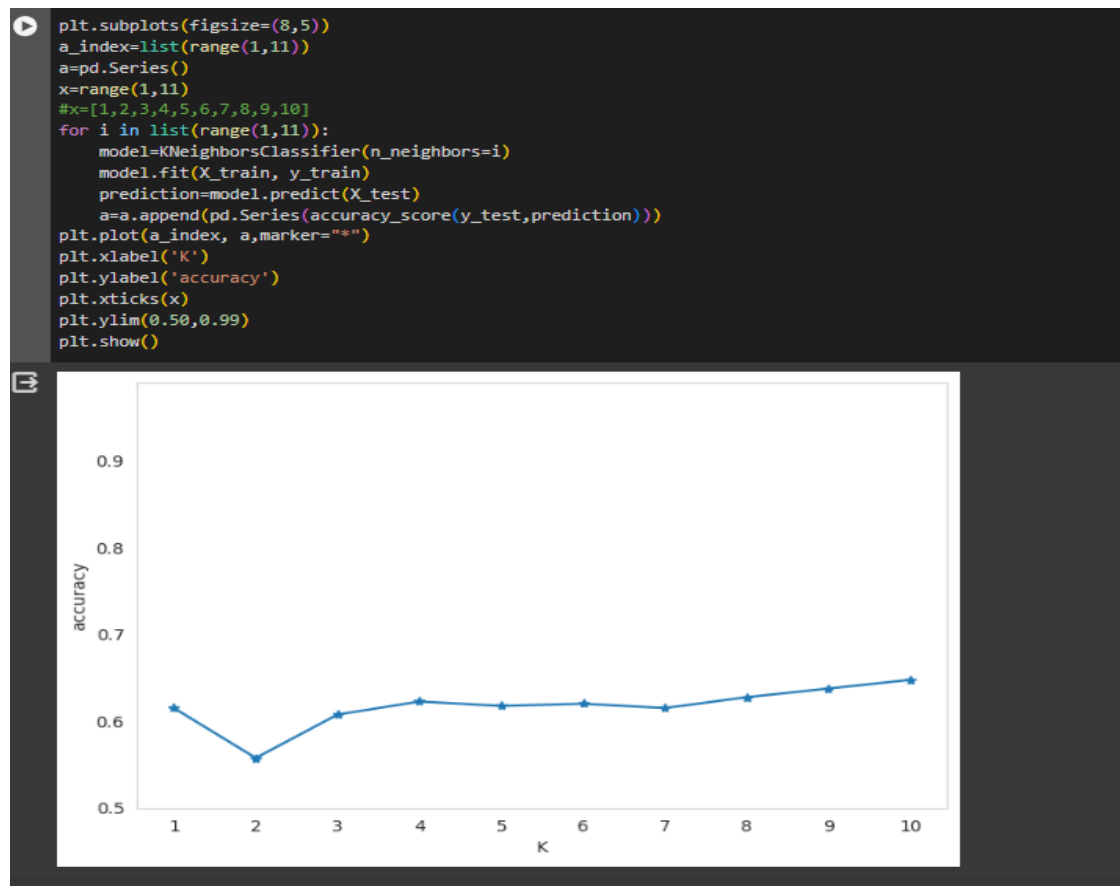 plt.subplots(figsize=(8,5))
a_index=list(range(1,11))
a=pd.Series()
x=range(1,11)
#x=[1,2,3,4,5,6,7,8,9,10]
for i in list(range(1,11)):
    model=KNeighborsClassifier(n_neighbors=i)
    model.fit(X_train, y_train)
    prediction=model.predict(X_test)
    a=a.append(pd.Series(accuracy_score(y_test,prediction)))
plt.plot(a_index, a,marker="*")
plt.xlabel('K')
plt.ylabel('accuracy')
plt.xticks(x)
plt.ylim(0.50,0.99)
plt.show()
0.9
0.8
0.7
0.6
0.5
accuracy
1 2 3 4 5 6 7 8 9 10
K